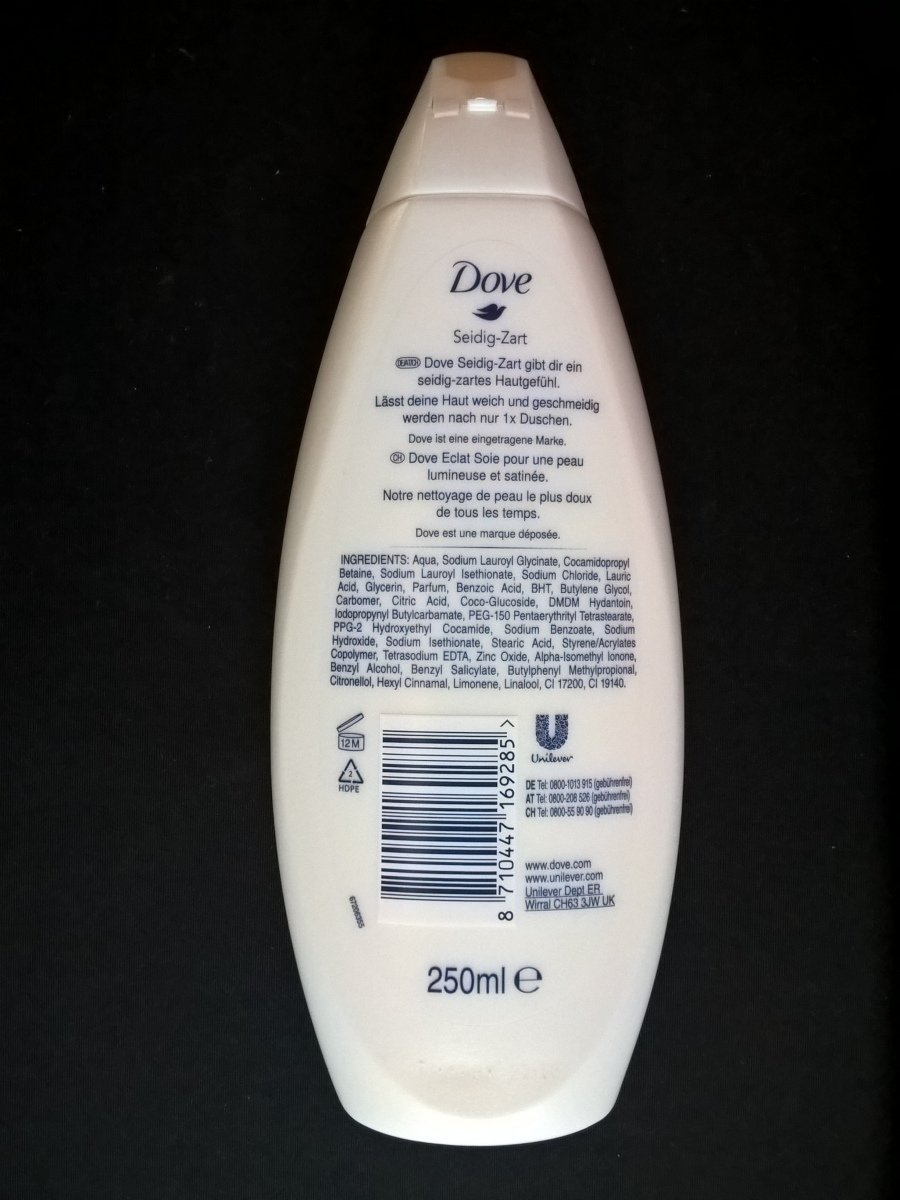 Dove
Seidig-Zart
DE/AT/CH Dove Seidig-Zart gibt dir ein
seidig-zartes Hautgefühl.
Lässt deine Haut weich und geschmeidig
werden nach nur 1x Duschen.
Dove ist eine eingetragene Marke.
CH Dove Eclat Soie pour une peau
lumineuse et satinée.
Notre nettoyage de peau le plus doux
de tous les temps.
Dove est une marque déposée.
INGREDIENTS: Aqua, Sodium Lauroyl Glycinate, Cocamidopropyl
Betaine, Sodium Lauroyl Isethionate, Sodium Chloride, Lauric
Acid, Glycerin, Parfum, Benzoic Acid, BHT, Butylene Glycol,
Carbomer, Citric Acid, Coco-Glucoside, DMDM Hydantoin,
Iodopropynyl Butylcarbamate, PEG-150 Pentaerythrityl Tetrastearate,
PPG-2 Hydroxyethyl Cocamide, Sodium Benzoate, Sodium
Hydroxide, Sodium Isethionate, Stearic Acid, Styrene/Acrylates
Copolymer, Tetrasodium EDTA, Zinc Oxide, Alpha-Isomethyl Ionone,
Benzyl Alcohol, Benzyl Salicylate, Butylphenyl Methylpropional,
Citronellol, Hexyl Cinnamal, Limonene, Linalool, CI 17200, CI 19140.
12M
2
HDPE
8 710447 169285 >
Unilever
DE Tel: 0800-1013 915 (gebührenfrei)
AT Tel: 0800-208 526 (gebührenfrei)
CH Tel: 0800-55 90 90 (gebührenfrei)
www.dove.com
www.unilever.com
Unilever Dept ER
Wirral CH63 3JW UK
250ml e